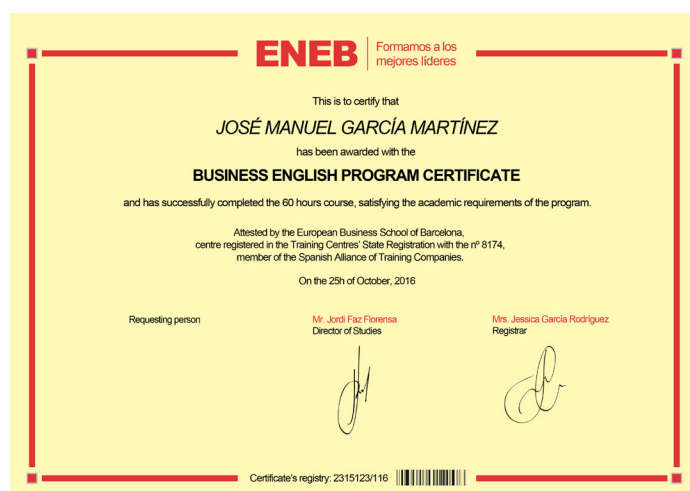 ENEB
Formamos a los
mejores líderes
This is to certify that
JOSÉ MANUEL GARCÍA MARTÍNEZ
has been awarded with the
BUSINESS ENGLISH PROGRAM CERTIFICATE
and has successfully completed the 60 hours course, satisfying the academic requirements of the program.
Attested by the European Business School of Barcelona,
centre registered in the Training Centres' State Registration with the nº 8174,
member of the Spanish Alliance of Training Companies.
On the 25h of October, 2016
Requesting person
Mr. Jordi Faz Florensa
Director of Studies
Mrs. Jessica García Rodríguez
Registrar
Certificate's registry: 2315123/116